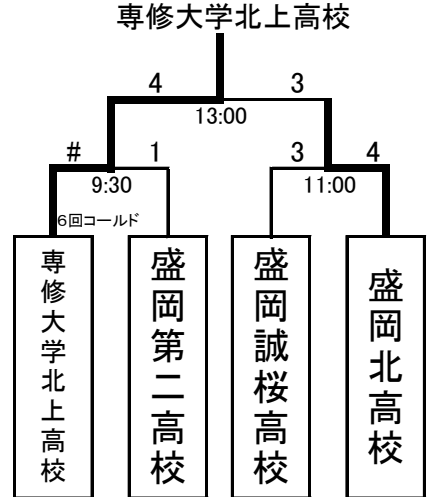 専修大学北上高校
4 3
13:00
# 1 3 4
9:30 11:00
6回コールド
専修大学北上高校
盛岡第二高校
盛岡誠桜高校
盛岡北高校